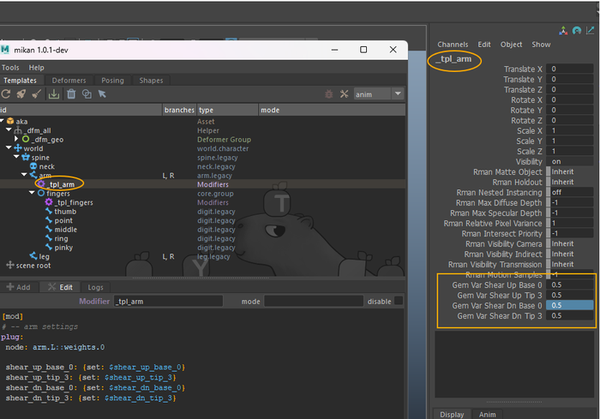 mikan 1.0.1-dev
Tools Help
Templates Deformers Posing Shapes
anim
id branches type mode
aka Asset
_dfm_all Helper
_dfm_geo Deformer Group
world world.character
spine spine.legacy
neck neck.legacy
arm L, R arm.legacy
_tpl_arm Modifiers
fingers core.group
_tpl_fingers Modifiers
thumb digit.legacy
point digit.legacy
middle digit.legacy
ring digit.legacy
pinky digit.legacy
leg L, R leg.legacy
scene root
T
Y
Add Edit Logs
Modifier _tpl_arm mode disable
[mod]
# -- arm settings
plug:
node: arm.L::weights.0
shear_up_base_0: {set: $shear_up_base_0}
shear_up_tip_3: {set: $shear_up_tip_3}
shear_dn_base_0: {set: $shear_dn_base_0}
shear_dn_tip_3: {set: $shear_dn_tip_3}
Channels Edit Object Show
_tpl_arm
Translate X 0
Translate Y 0
Translate Z 0
Rotate X 0
Rotate Y 0
Rotate Z 0
Scale X 1
Scale Y 1
Scale Z 1
Visibility on
Rman Matte Object Inherit
Rman Holdout Inherit
Rman Nested Instancing off
Rman Max Diffuse Depth -1
Rman Max Specular Depth -1
Rman Relative Pixel Variance 1
Rman Intersect Priority -1
Rman Visibility Camera Inherit
Rman Visibility Indirect Inherit
Rman Visibility Transmission Inherit
Rman Motion Samples -1
Gem Var Shear Up Base 0 0.5
Gem Var Shear Up Tip 3 0.5
Gem Var Shear Dn Base 0 0.5
Gem Var Shear Dn Tip 3 0.5
Display Anim